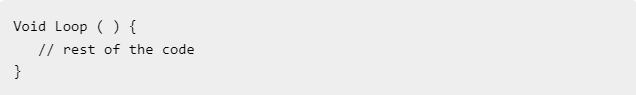 Void Loop ( ) {
// rest of the code
}